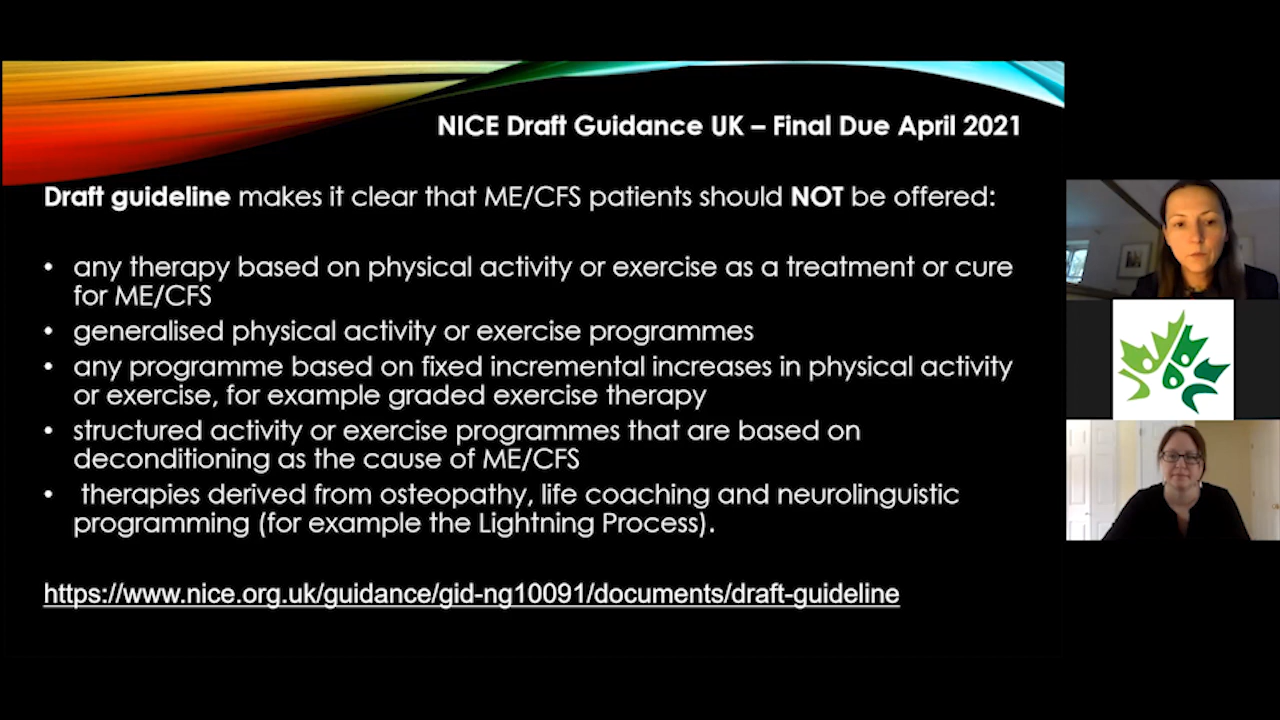 NICE Draft Guidance UK – Final Due April 2021
Draft guideline makes it clear that ME/CFS patients should NOT be offered:
• any therapy based on physical activity or exercise as a treatment or cure
for ME/CFS
• generalised physical activity or exercise programmes
• any programme based on fixed incremental increases in physical activity
or exercise, for example graded exercise therapy
• structured activity or exercise programmes that are based on
deconditioning as the cause of ME/CFS
• therapies derived from osteopathy, life coaching and neurolinguistic
programming (for example the Lightning Process).
https://www.nice.org.uk/guidance/gid-ng10091/documents/draft-guideline